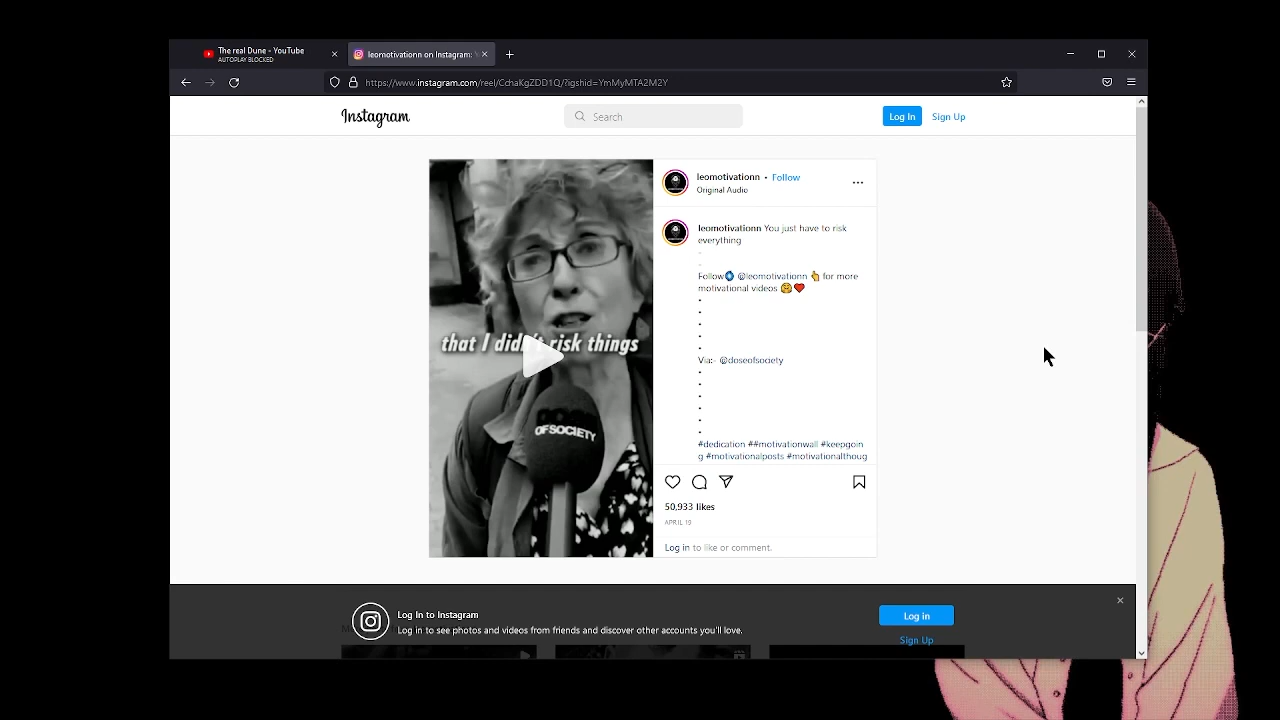 The real Dune - YouTube
AUTOPLAY BLOCKED
leomotivationn on Instagram:
https://www.instagram.com/reel/CchaKgZDD1Q/?igshid=YmMyMTA2M2Y
Instagram
Search
Log In
Sign Up
leomotivationn • Follow
Original Audio
leomotivationn You just have to risk
everything
.
.
Follow🧿 @leomotivationn 👆 for more
motivational videos 🤗❤️
•
•
•
•
•
Via:- @doseofsociety
•
•
•
•
•
•
#dedication ##motivationwall #keepgoin
g #motivationalposts #motivationalthoug
that I didn't risk things
OFSOCIETY
50,933 likes
APRIL 19
Log in to like or comment.
Log In to Instagram
Log in to see photos and videos from friends and discover other accounts you'll love.
Log in
Sign Up